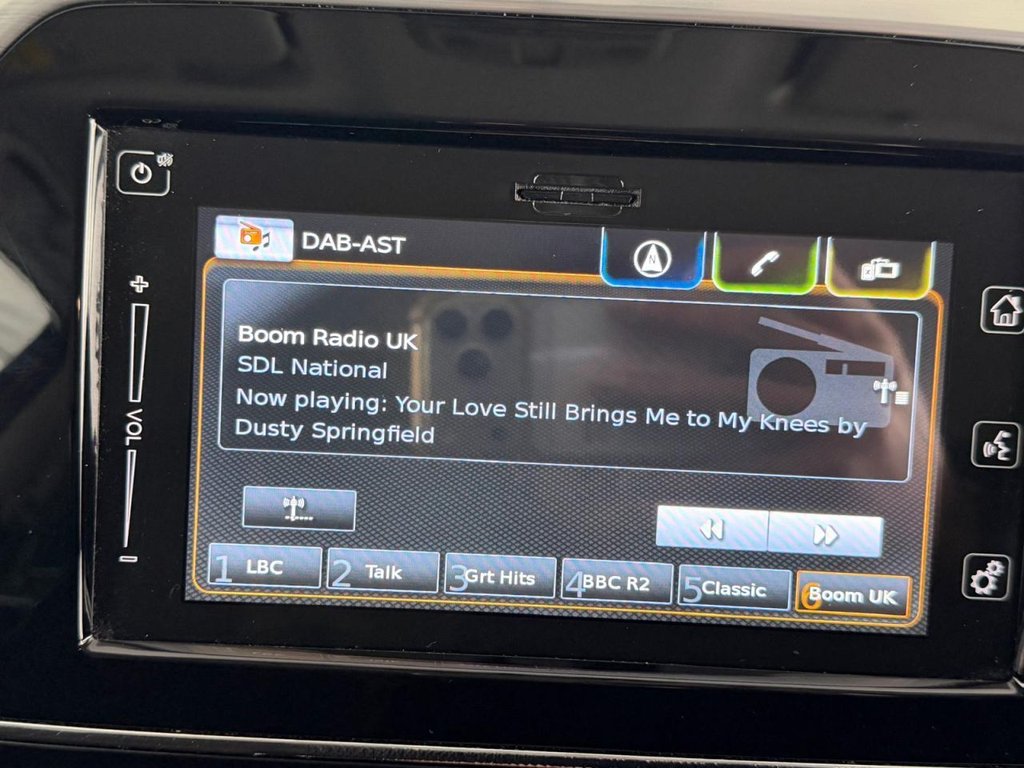 DAB-AST
Boom Radio UK
SDL National
Now playing: Your Love Still Brings Me to My Knees by
Dusty Springfield
+
VOL
-
1 LBC
2 Talk
3 Grt Hits
4 BBC R2
5 Classic
6 Boom UK